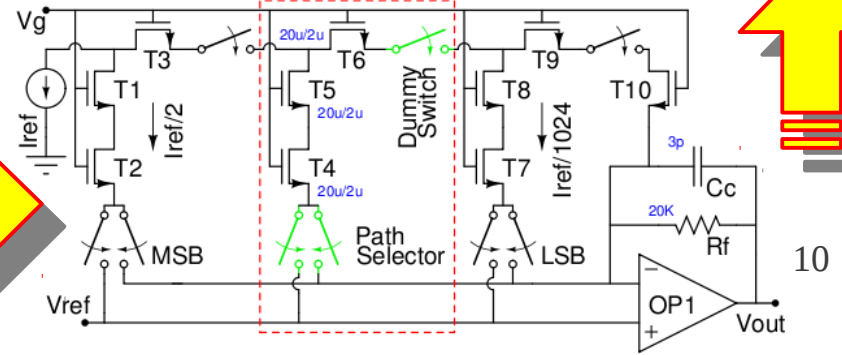 Vg
20u/2u
T3
T6
T9
T1
T5
T8
T10
Iref
Iref/2
20u/2u
Dummy
Switch
Iref/1024
3p
T2
T4
20u/2u
T7
Cc
20K
Rf
MSB
Path
Selector
LSB
10
Vref
−
OP1
+
Vout